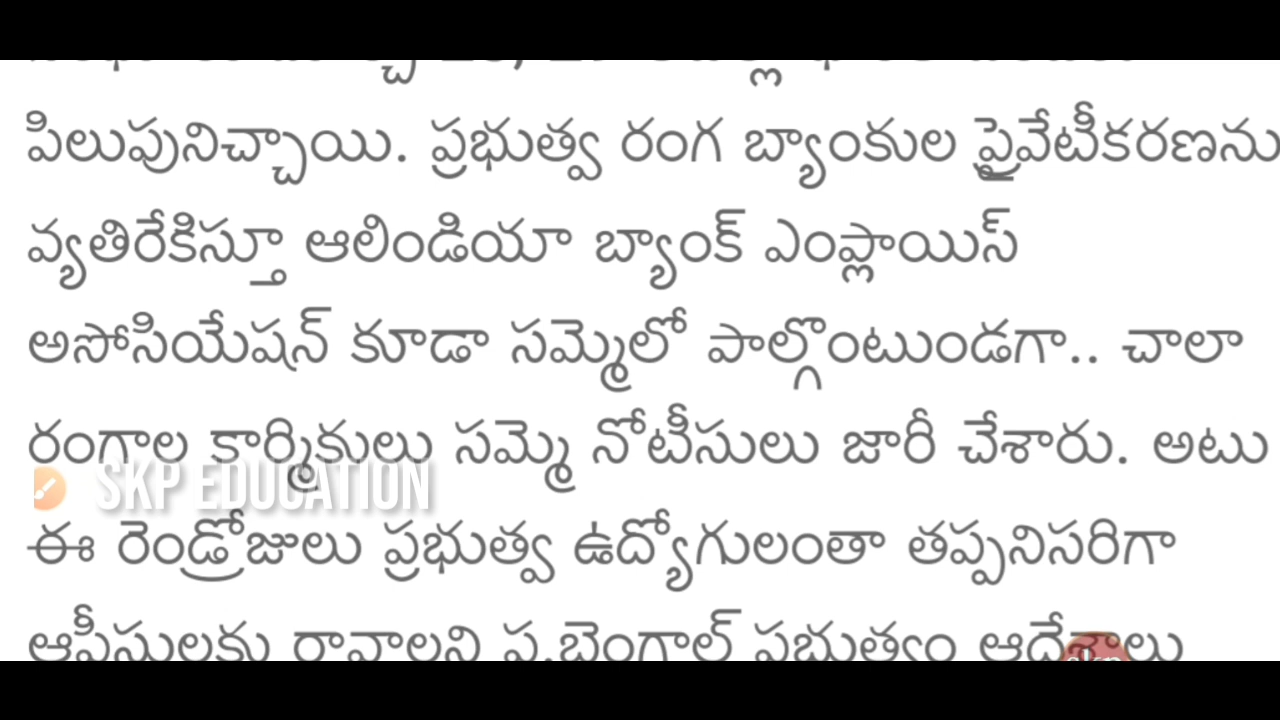 పిలుపునిచ్చాయి. ప్రభుత్వ రంగ బ్యాంకుల ప్రైవేటీకరణను
వ్యతిరేకిస్తూ ఆలిండియా బ్యాంక్ ఎంప్లాయిస్
అసోసియేషన్ కూడా సమ్మెలో పాల్గొంటుండగా.. చాలా
రంగాల కార్మికులు సమ్మె నోటీసులు జారీ చేశారు. అటు
SKP EDUCATION
ఈ రెండ్రోజులు ప్రభుత్వ ఉద్యోగులంతా తప్పనిసరిగా
ఆఫీసులకు రావాలని ప.బెంగాల్ ప్రభుత్వం ఆదేశాలు